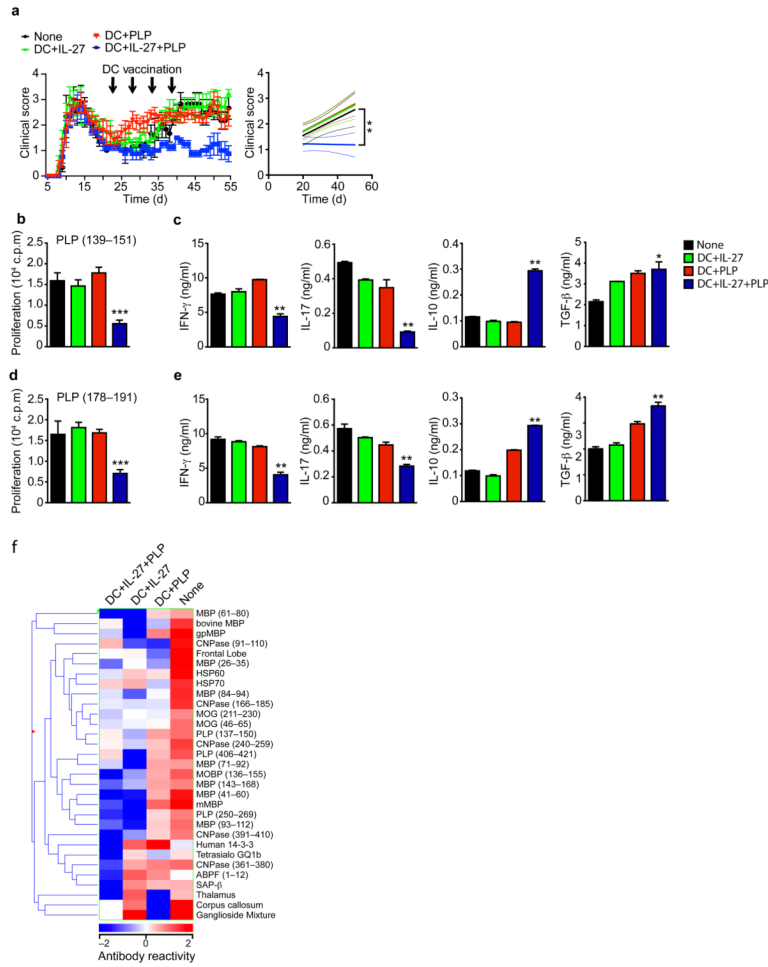 a
None
DC+PLP
DC+IL-27
DC+IL-27+PLP
DC vaccination
Clinical score
4
3
2
1
0
5
15
25
35
45
55
Time (d)
Clinical score
4
3
2
1
0
0
20
40
60
Time (d)
**
b
PLP (139–151)
Proliferation (10⁴ c.p.m)
2.5
2.0
1.5
1.0
0.5
0
***
c
IFN-γ (ng/ml)
15
10
5
0
**
IL-17 (ng/ml)
0.6
0.4
0.2
0
**
IL-10 (ng/ml)
0.3
0.2
0.1
0
**
TGF-β (ng/ml)
5
4
3
2
1
0
*
None
DC+IL-27
DC+PLP
DC+IL-27+PLP
d
PLP (178–191)
Proliferation (10⁴ c.p.m)
2.5
2.0
1.5
1.0
0.5
0
***
e
IFN-γ (ng/ml)
15
10
5
0
**
IL-17 (ng/ml)
0.8
0.6
0.4
0.2
0
**
IL-10 (ng/ml)
0.3
0.2
0.1
0
**
TGF-β (ng/ml)
4
3
2
1
0
**
f
DC+IL-27+PLP
DC+IL-27
DC+PLP
None
MBP (61–80)
bovine MBP
gpMBP
CNPase (91–110)
Frontal Lobe
MBP (26–35)
HSP60
HSP70
MBP (84–94)
CNPase (166–185)
MOG (211–230)
MOG (46–65)
PLP (137–150)
CNPase (240–259)
PLP (406–421)
MBP (71–92)
MOBP (136–155)
MBP (143–168)
MBP (41–60)
mMBP
PLP (250–269)
MBP (93–112)
CNPase (391–410)
Human 14-3-3
Tetrasialo GQ1b
CNPase (361–380)
ABPF (1–12)
SAP-β
Thalamus
Corpus callosum
Ganglioside Mixture
−2
0
2
Antibody reactivity